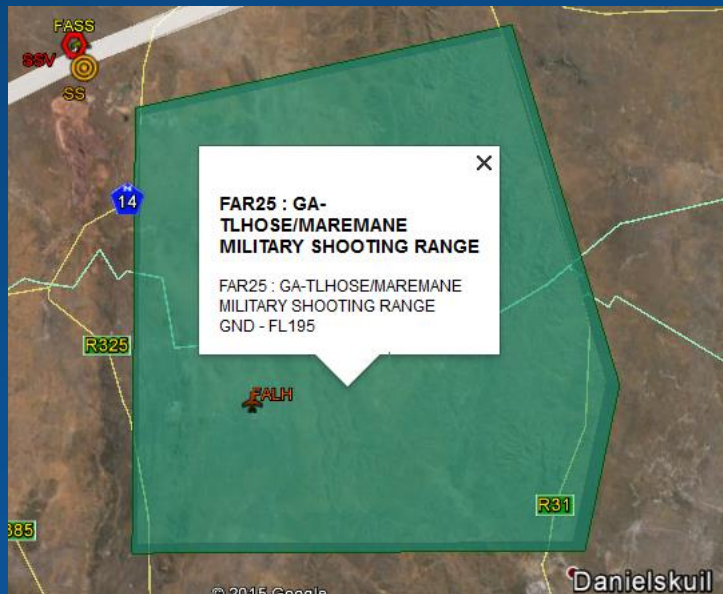 FASS
SSV
SS
14
FAR25 : GA-
TLHOSE/MAREMANE
MILITARY SHOOTING RANGE
FAR25 : GA-TLHOSE/MAREMANE
MILITARY SHOOTING RANGE
GND - FL195
R325
FALH
R31
385
Danielskuil
© 2015 Google